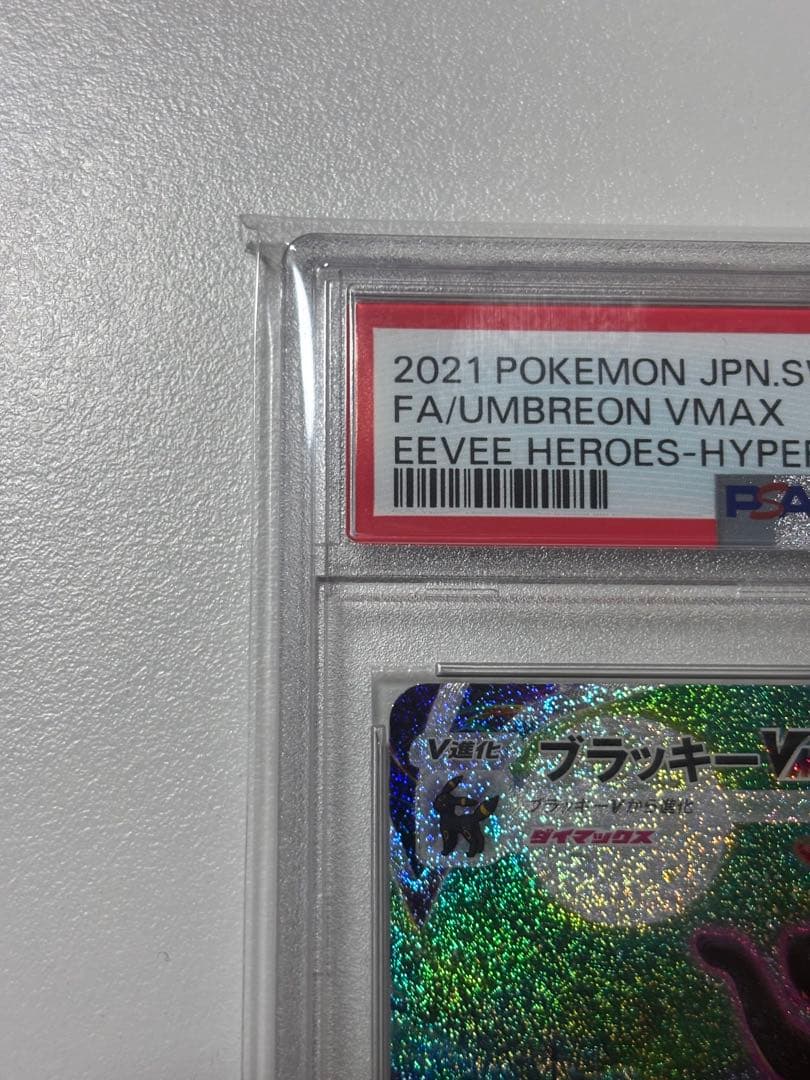 2021 POKEMON JPN.S
FA/UMBREON VMAX
EEVEE HEROES-HYPER
PSA
V進化
ブラッキーV
ブラッキーVから進化
ダイマックス